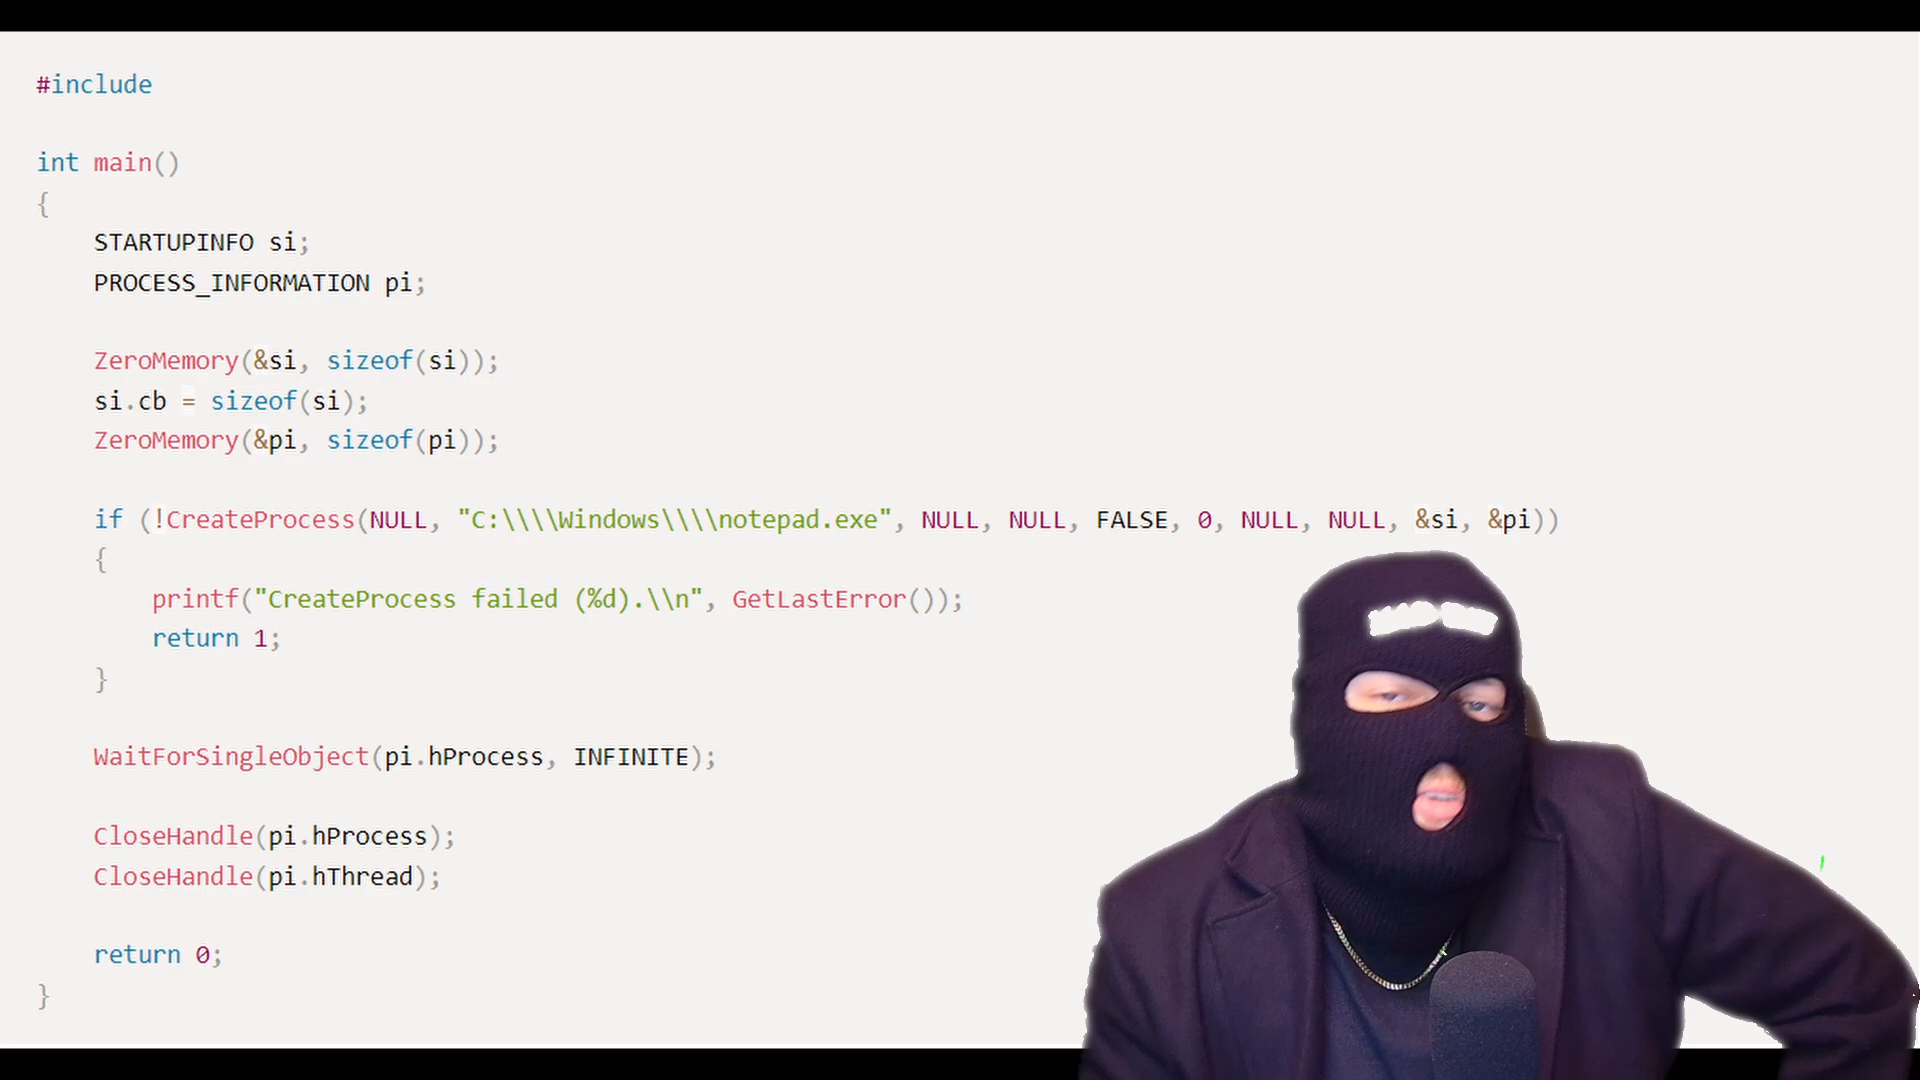 #include
int main()
{
STARTUPINFO si;
PROCESS_INFORMATION pi;
ZeroMemory(&si, sizeof(si));
si.cb = sizeof(si);
ZeroMemory(&pi, sizeof(pi));
if (!CreateProcess(NULL, "C:\\\\Windows\\\\notepad.exe", NULL, NULL, FALSE, 0, NULL, NULL, &si, &pi))
{
printf("CreateProcess failed (%d).\\n", GetLastError());
return 1;
}
WaitForSingleObject(pi.hProcess, INFINITE);
CloseHandle(pi.hProcess);
CloseHandle(pi.hThread);
return 0;
}